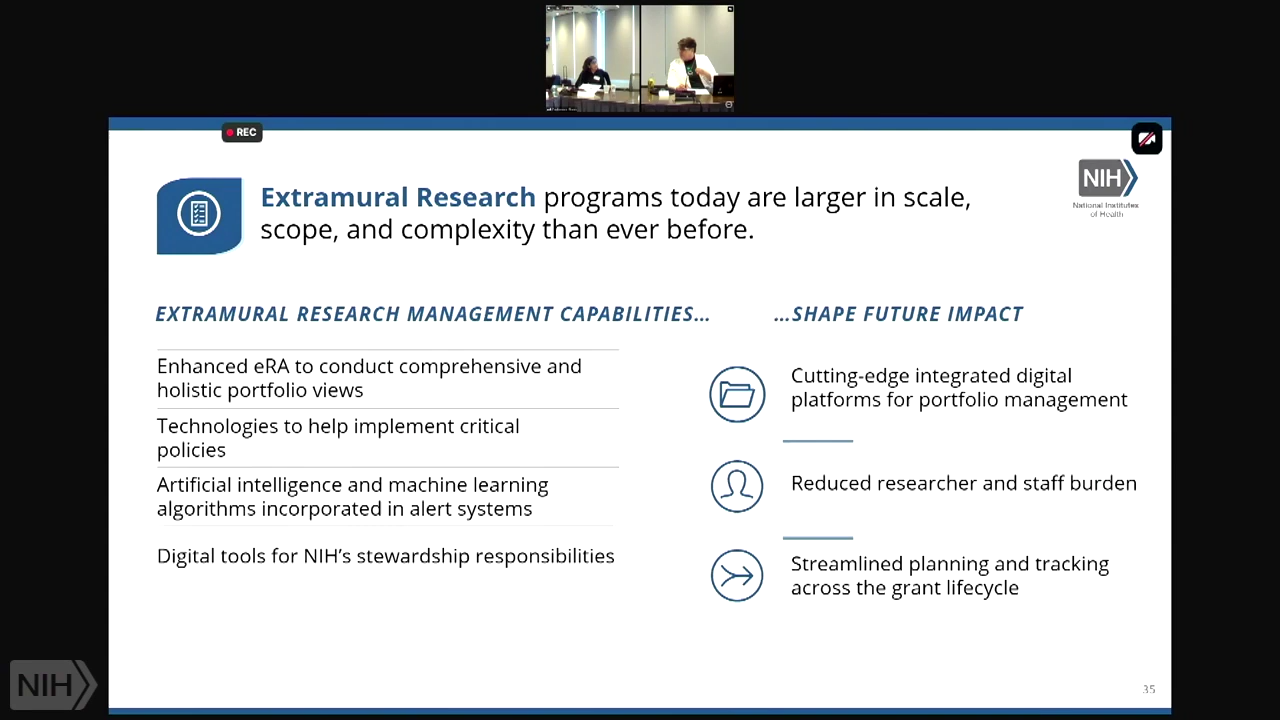 REC
Extramural Research programs today are larger in scale,
scope, and complexity than ever before.
NIH
National Institutes
of Health
EXTRAMURAL RESEARCH MANAGEMENT CAPABILITIES…
Enhanced eRA to conduct comprehensive and
holistic portfolio views
Technologies to help implement critical
policies
Artificial intelligence and machine learning
algorithms incorporated in alert systems
Digital tools for NIH’s stewardship responsibilities
…SHAPE FUTURE IMPACT
Cutting-edge integrated digital
platforms for portfolio management
Reduced researcher and staff burden
Streamlined planning and tracking
across the grant lifecycle
35
NIH